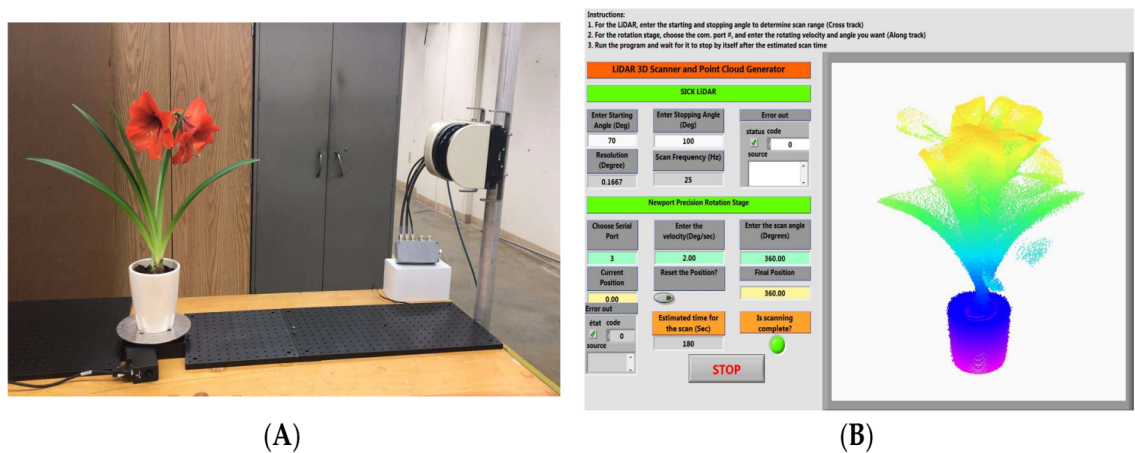 Instructions:
1. For the LiDAR, enter the starting and stopping angle to determine scan range (Cross track)
2. For the rotation stage, choose the com. port #, and enter the rotating velocity and angle you want (Along track)
3. Run the program and wait for it to stop by itself after the estimated scan time
LiDAR 3D Scanner and Point Cloud Generator
SICK LiDAR
Enter Starting
Angle (Deg)
70
Enter Stopping Angle
(Deg)
100
Error out
status code
0
source
Resolution
(Degree)
0.1667
Scan Frequency (Hz)
25
Newport Precision Rotation Stage
Choose Serial
Port
3
Enter the
velocity(Deg/sec)
2.00
Enter the scan angle
(Degrees)
360.00
Current
Position
0.00
Reset the Position?
Final Position
360.00
Error out
état code
0
source
Estimated time for
the scan (Sec)
180
Is scanning
complete?
STOP
(A)
(B)